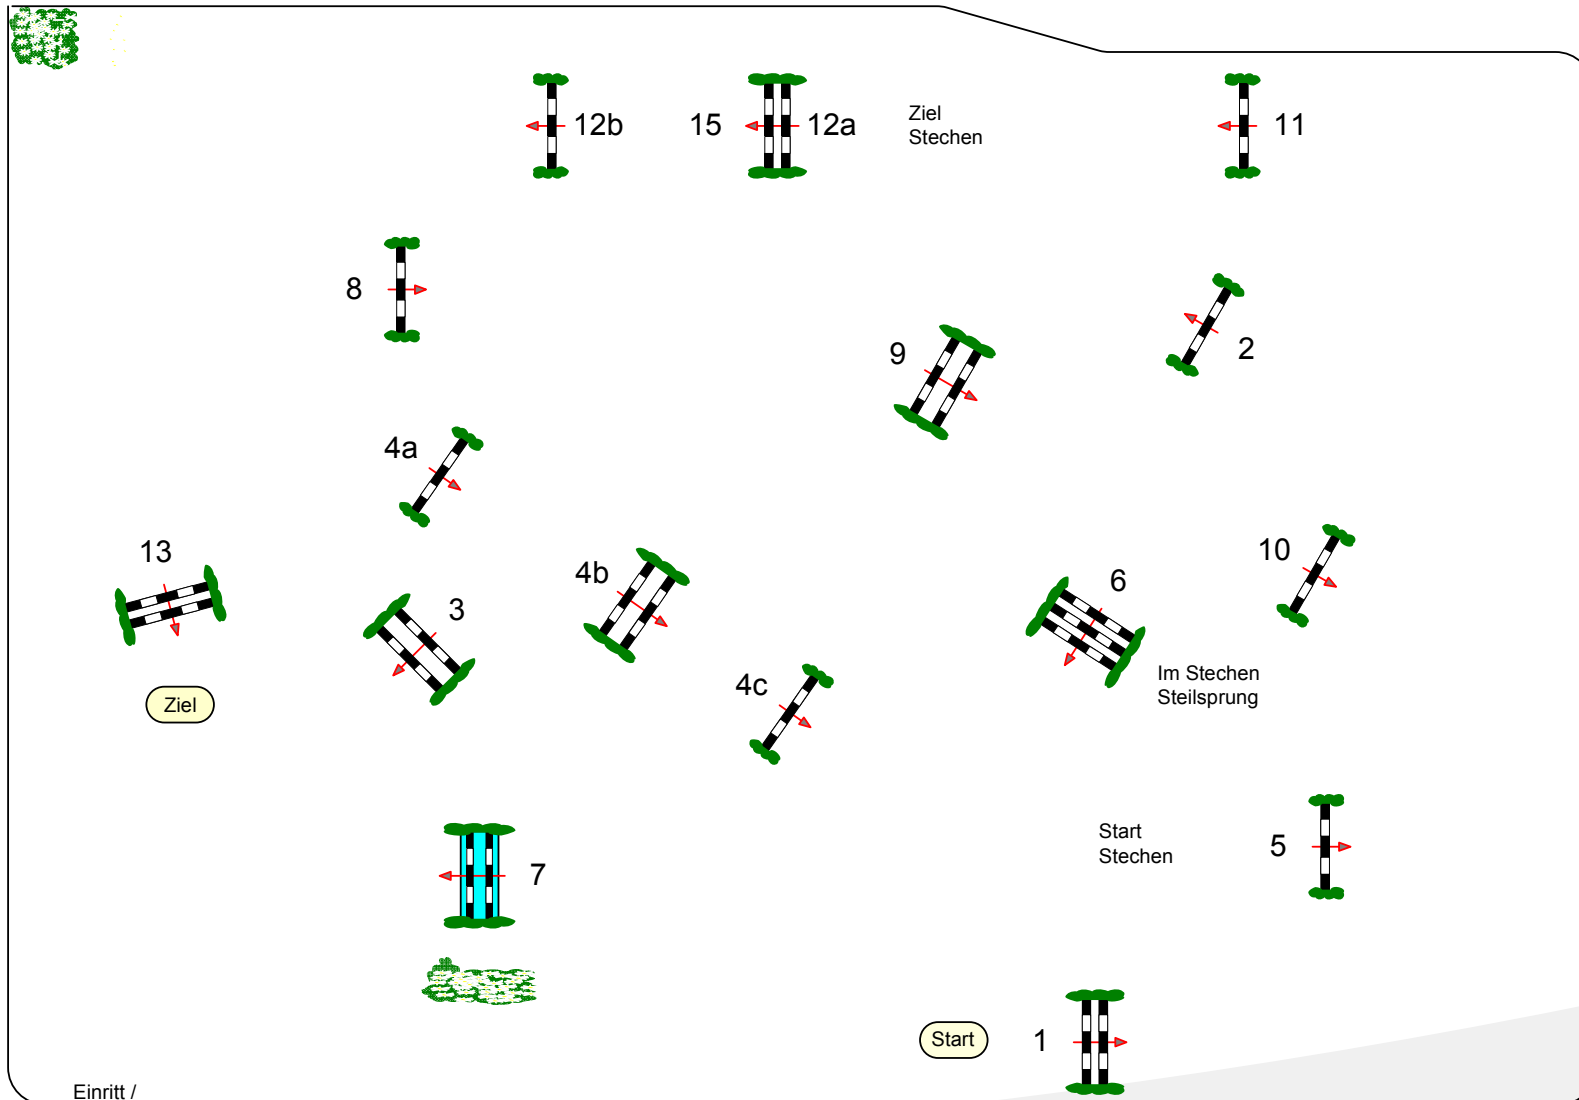 12b
15
12a
Ziel
Stechen
11
8
9
2
4a
13
3
4b
6
10
Im Stechen
Steilsprung
Ziel
4c
7
Start
Stechen
5
Start
1
Einritt /